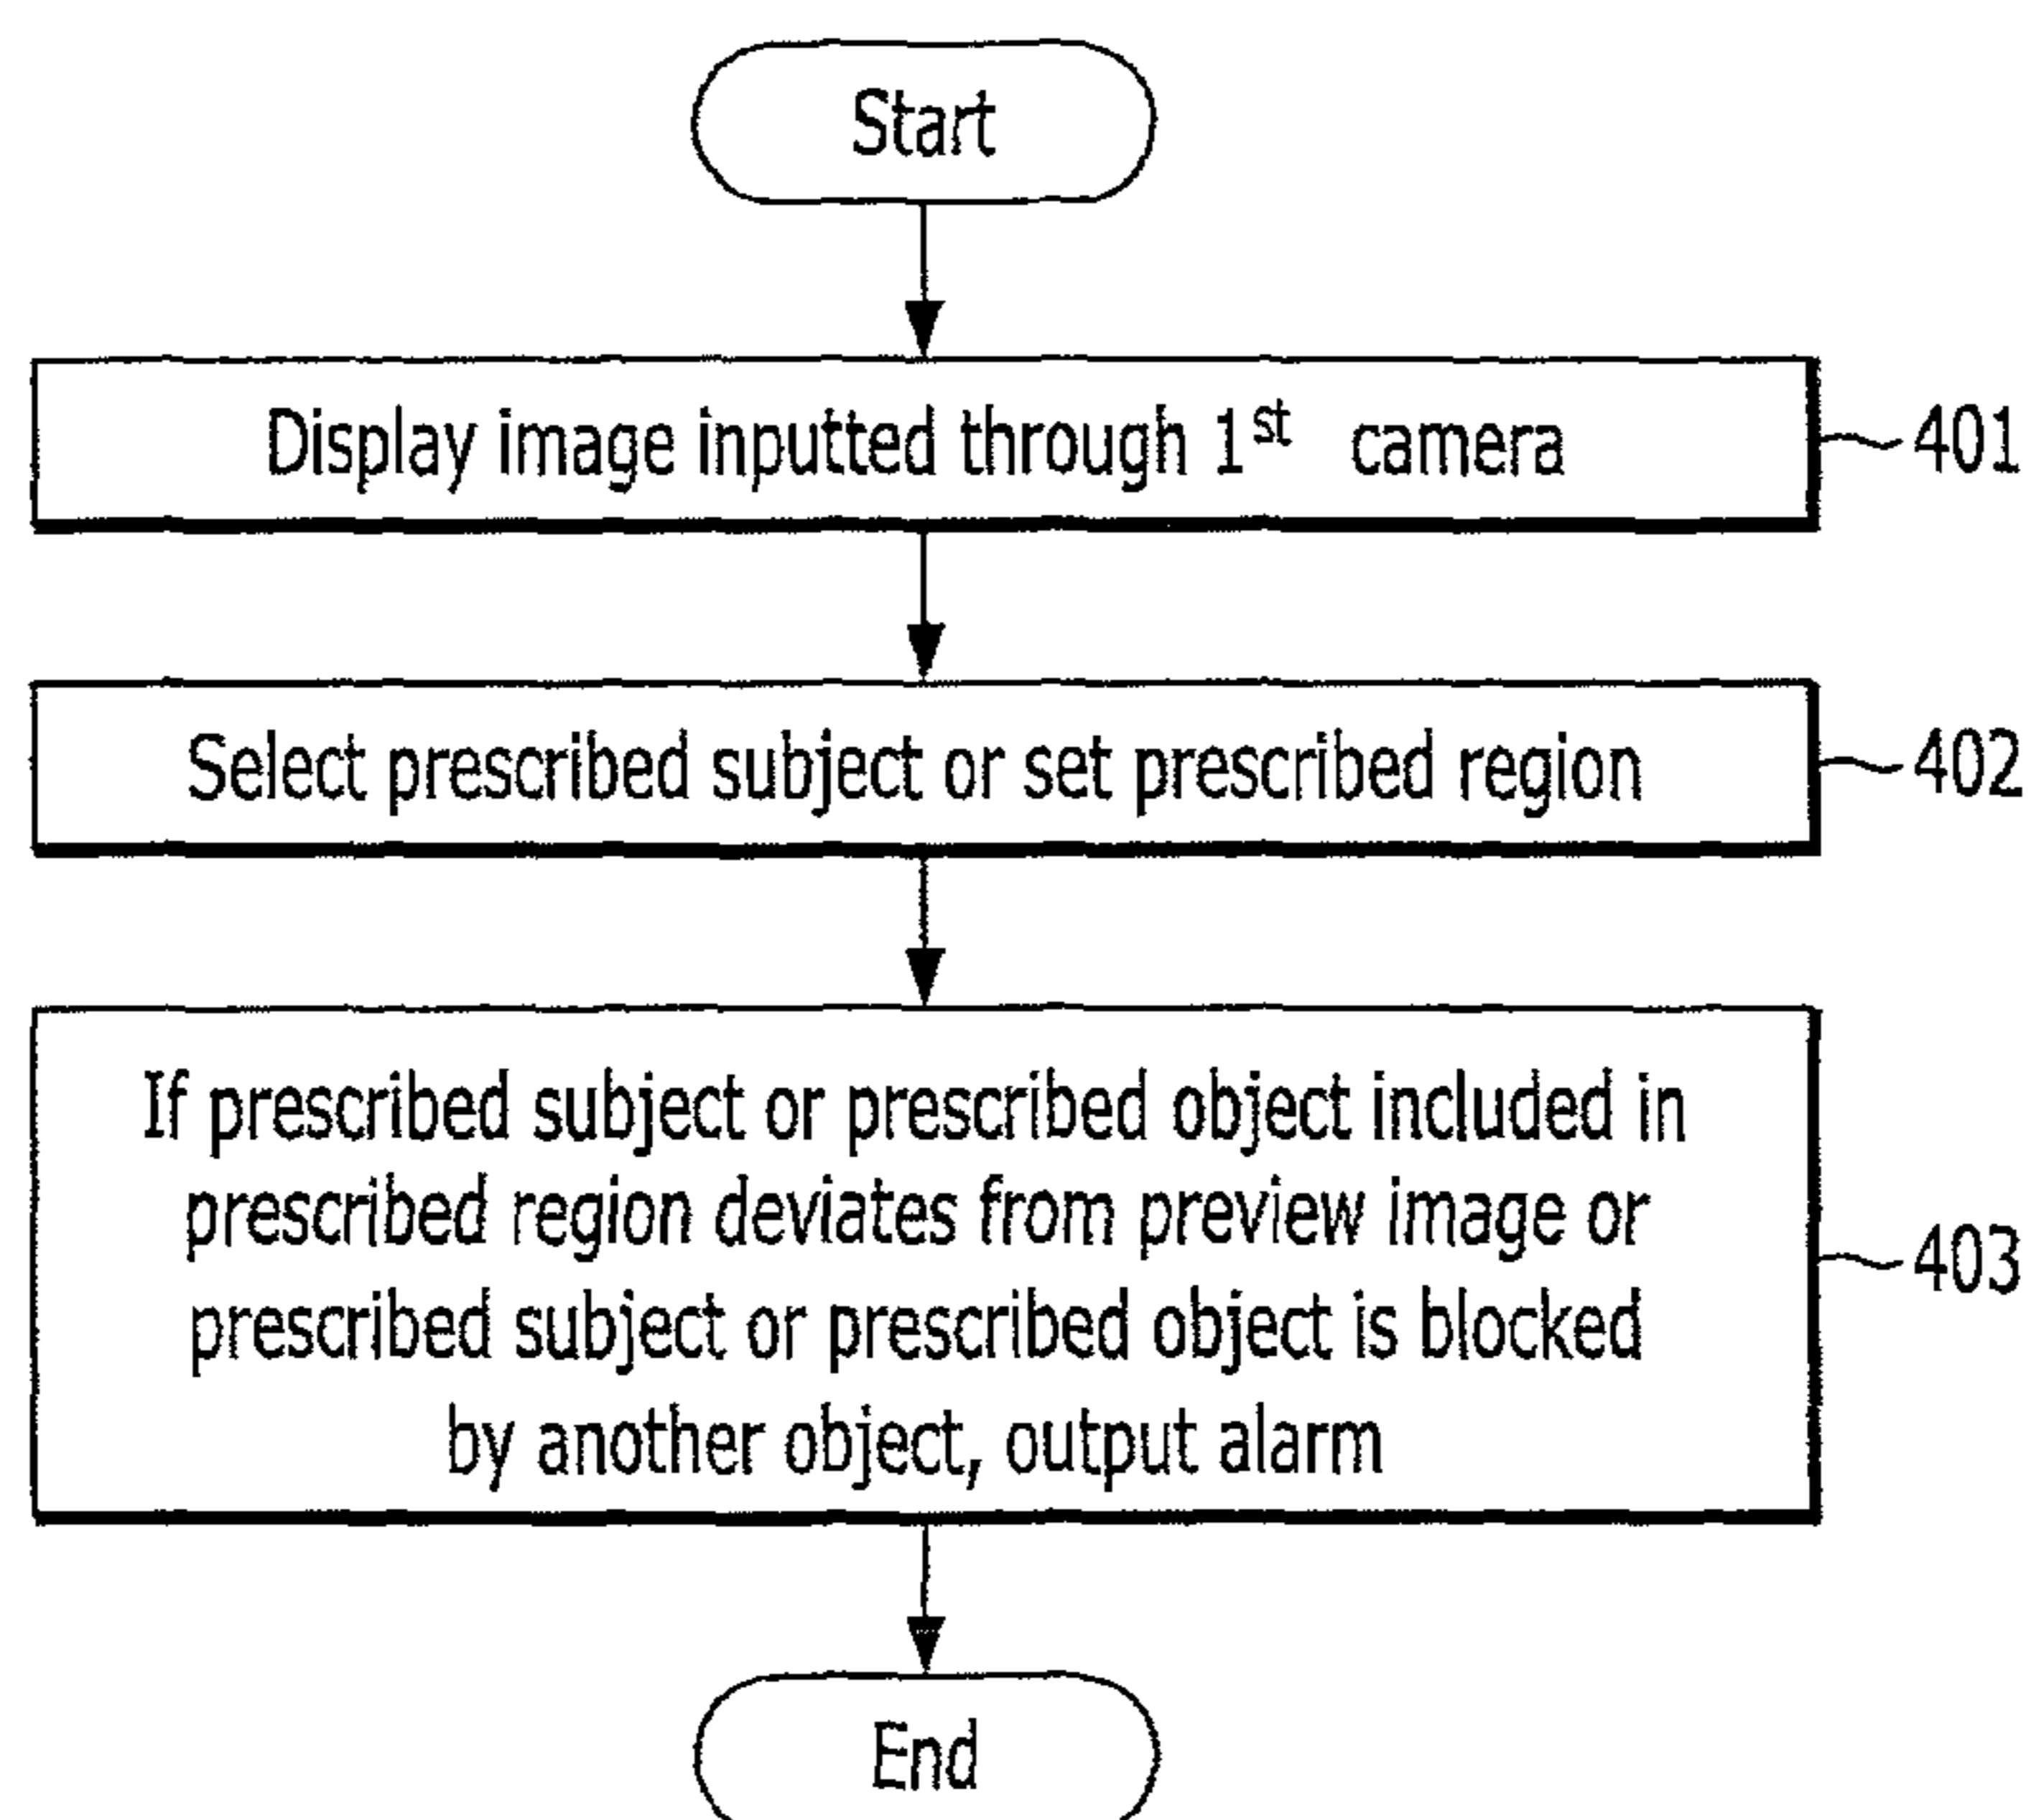 Start
Display image inputted through 1st camera
401
Select prescribed subject or set prescribed region
402
If prescribed subject or prescribed object included in
prescribed region deviates from preview image or
prescribed subject or prescribed object is blocked
by another object, output alarm
403
End